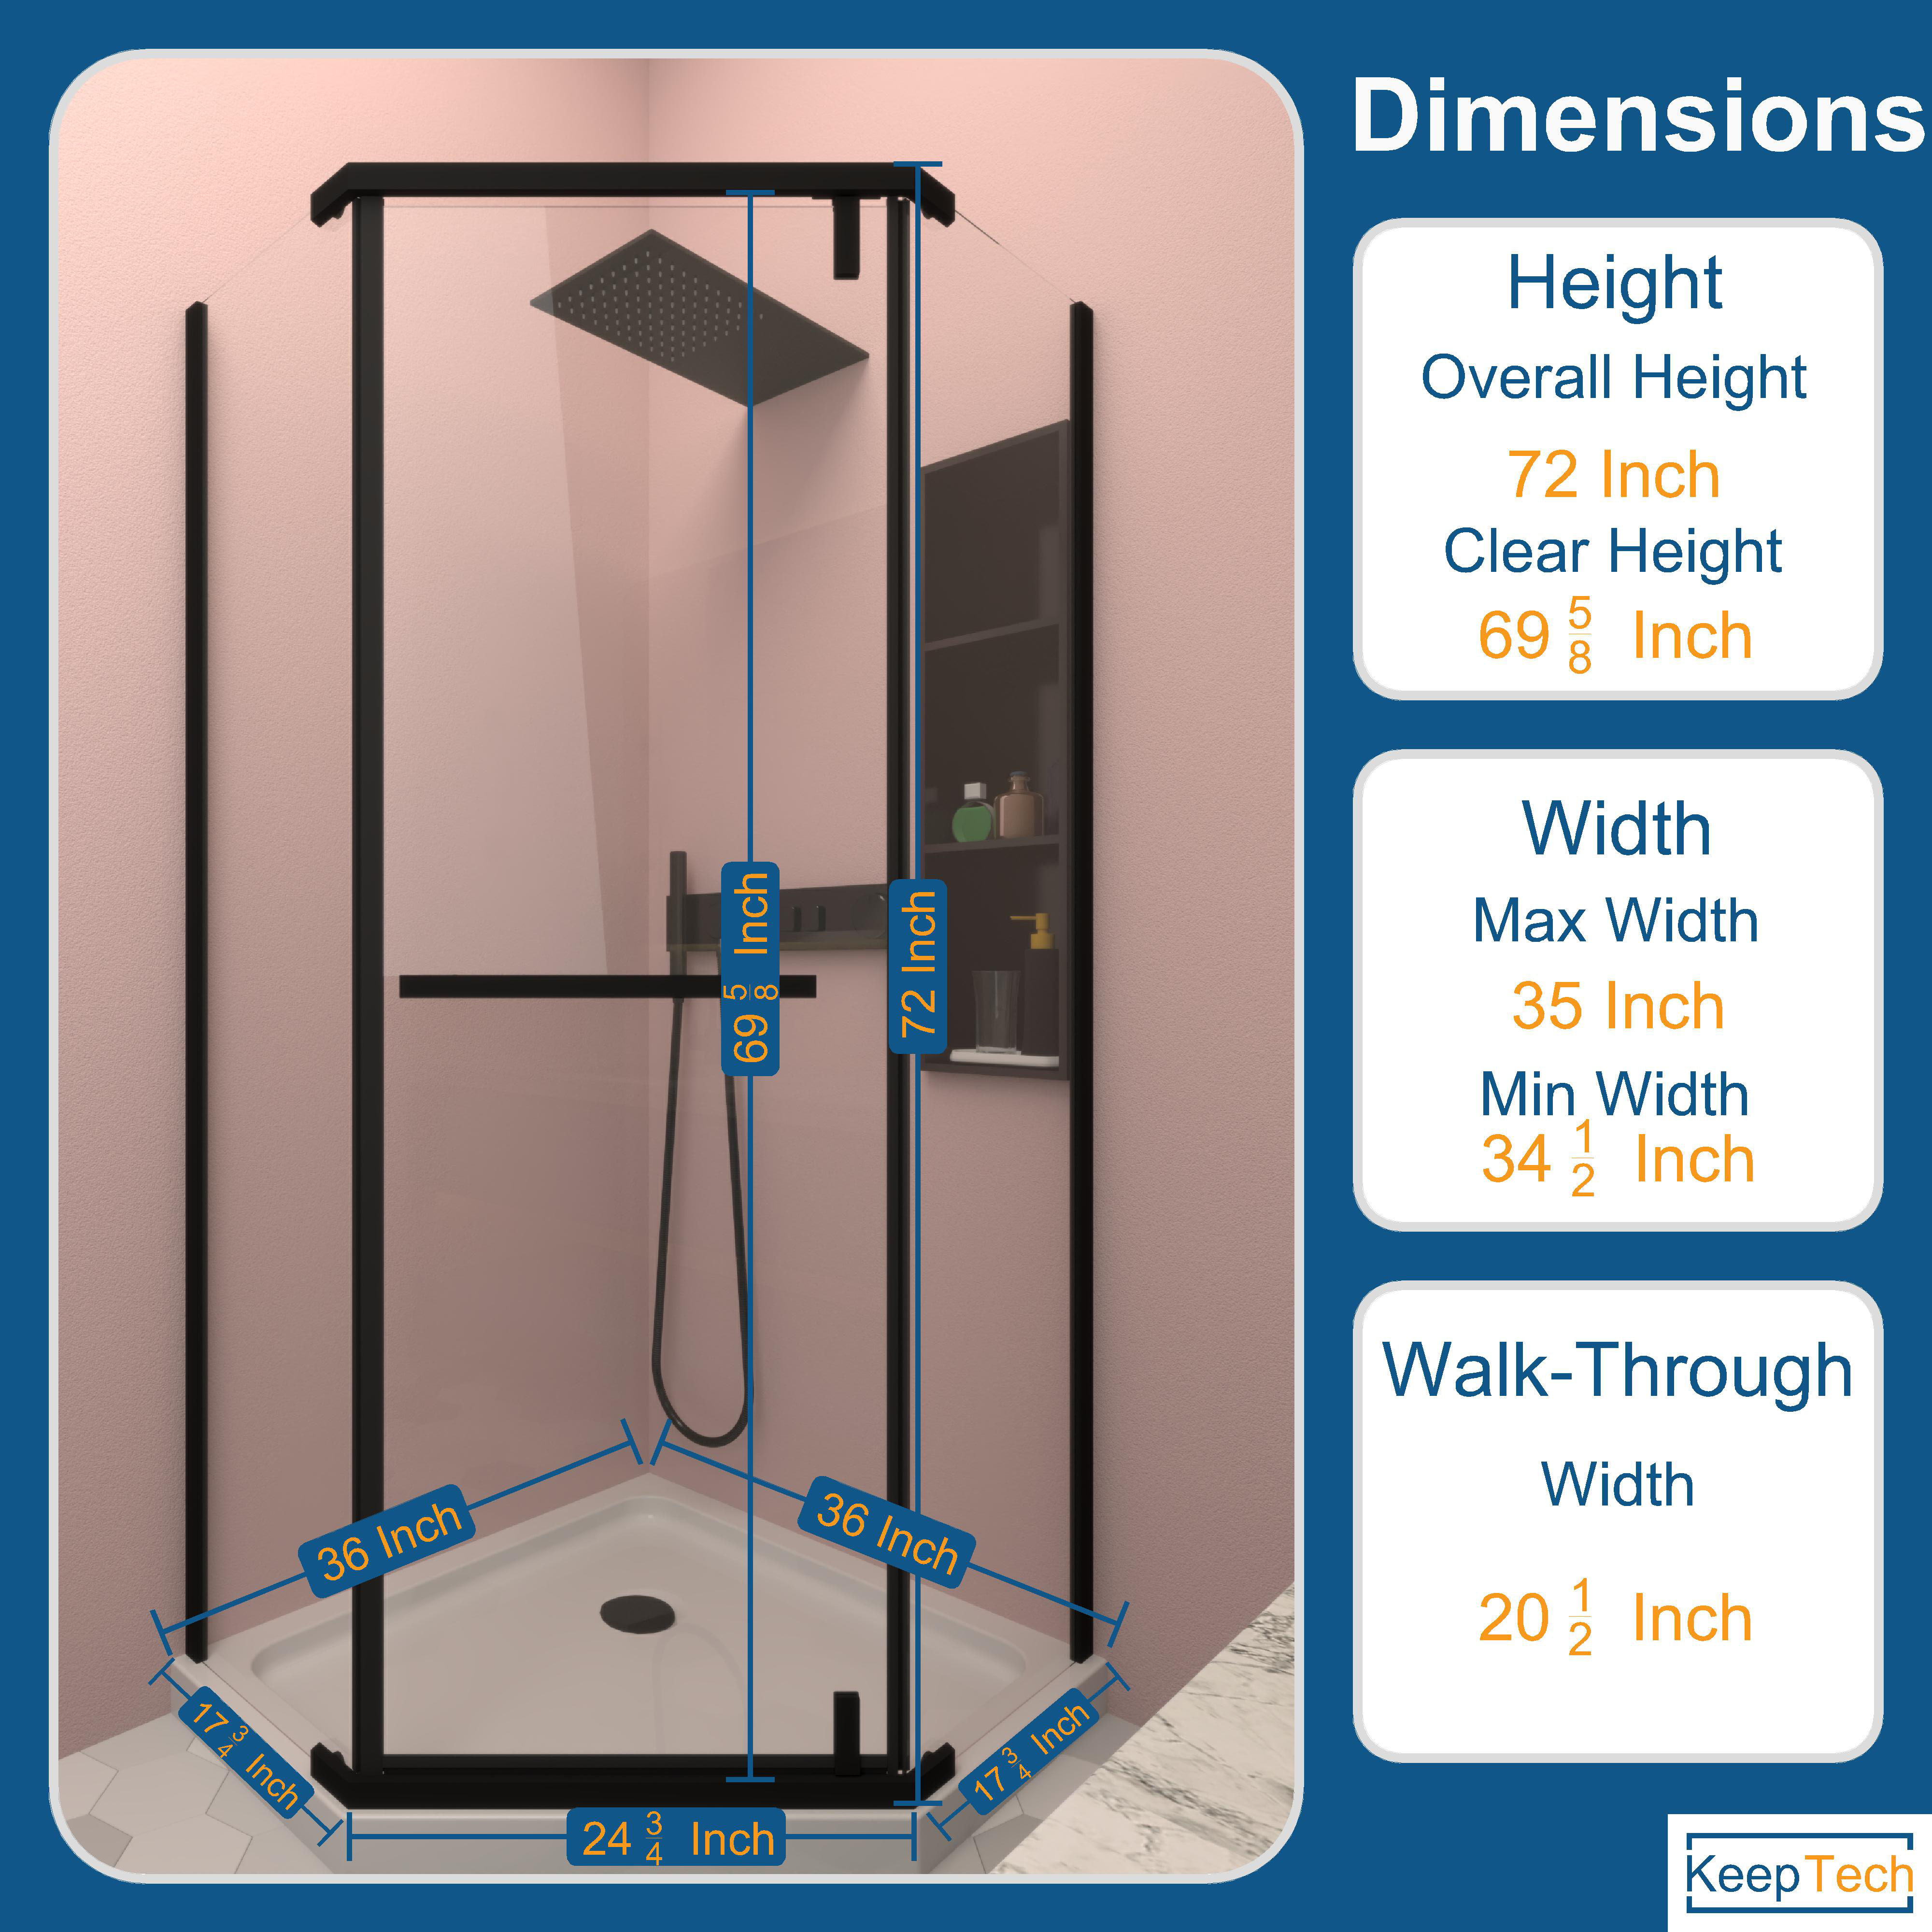 Dimensions
Height
Overall Height
72 Inch
Clear Height
69 5/8 Inch
Width
Max Width
35 Inch
Min Width
34 1/2 Inch
Walk-Through
Width
20 1/2 Inch
69 5/8 Inch
72 Inch
36 Inch
36 Inch
17 3/4 Inch
17 3/4 Inch
24 3/4 Inch
KeepTech